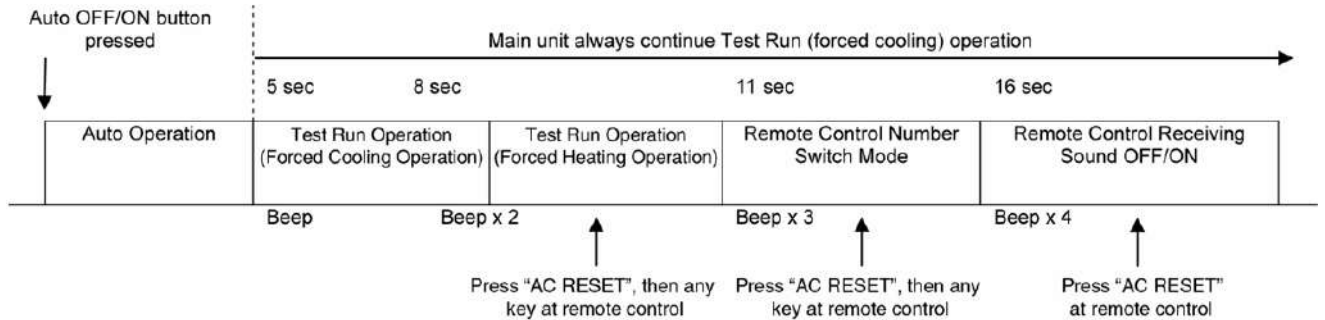 Auto OFF/ON button
pressed
Main unit always continue Test Run (forced cooling) operation
5 sec
8 sec
11 sec
16 sec
Auto Operation
Test Run Operation
(Forced Cooling Operation)
Test Run Operation
(Forced Heating Operation)
Remote Control Number
Switch Mode
Remote Control Receiving
Sound OFF/ON
Beep
Beep x 2
Beep x 3
Beep x 4
Press “AC RESET”, then any
key at remote control
Press “AC RESET”, then any
key at remote control
Press “AC RESET”
at remote control